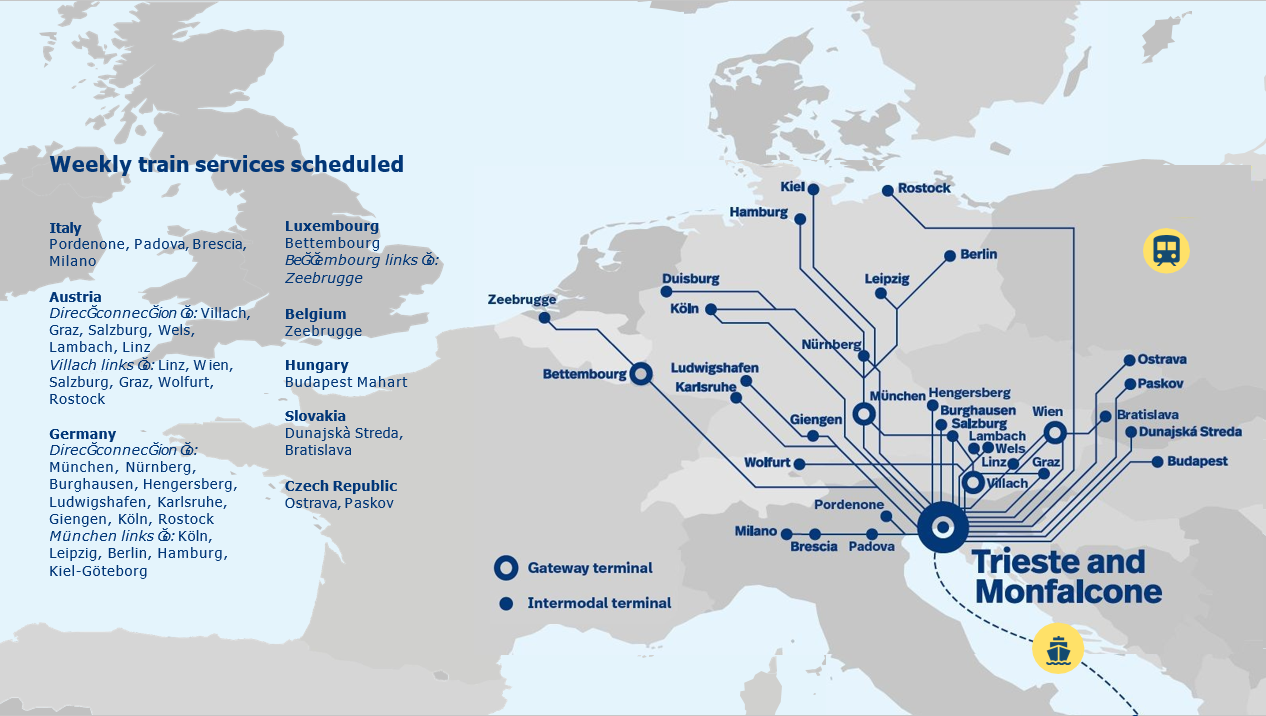 Weekly train services scheduled
Italy
Pordenone, Padova, Brescia,
Milano
Austria
Villach,
Graz, Salzburg, Wels,
Lambach, Linz
Villach links Linz, Wien,
Salzburg, Graz, Wolfurt,
Rostock
Germany
München, Nürnberg,
Burghausen, Hengersberg,
Ludwigshafen, Karlsruhe,
Giengen, Köln, Rostock
München links Köln,
Leipzig, Berlin, Hamburg,
Kiel-Göteborg
Luxembourg
Bettembourg
links
Zeebrugge
Belgium
Zeebrugge
Hungary
Budapest Mahart
Slovakia
Dunajskà Streda,
Bratislava
Czech Republic
Ostrava, Paskov
Kiel
Rostock
Hamburg
Berlin
Duisburg
Leipzig
Zeebrugge
Köln
Nürnberg
Ostrava
Bettembourg
Ludwigshafen
Karlsruhe
Paskov
München
Hengersberg
Burghausen
Giengen
Salzburg
Wien
Bratislava
Lambach
Dunajská Streda
Wels
Wolfurt
Linz
Graz
Budapest
Villach
Pordenone
Milano
Brescia
Padova
Trieste and
Monfalcone
Gateway terminal
Intermodal terminal